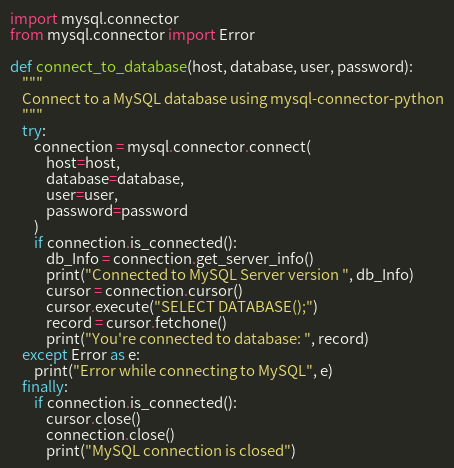 import mysql.connector
from mysql.connector import Error

def connect_to_database(host, database, user, password):
    """
    Connect to a MySQL database using mysql-connector-python
    """
    try:
        connection = mysql.connector.connect(
            host=host,
            database=database,
            user=user,
            password=password
        )
        if connection.is_connected():
            db_Info = connection.get_server_info()
            print("Connected to MySQL Server version ", db_Info)
            cursor = connection.cursor()
            cursor.execute("SELECT DATABASE();")
            record = cursor.fetchone()
            print("You're connected to database: ", record)
    except Error as e:
        print("Error while connecting to MySQL", e)
    finally:
        if connection.is_connected():
            cursor.close()
            connection.close()
            print("MySQL connection is closed")